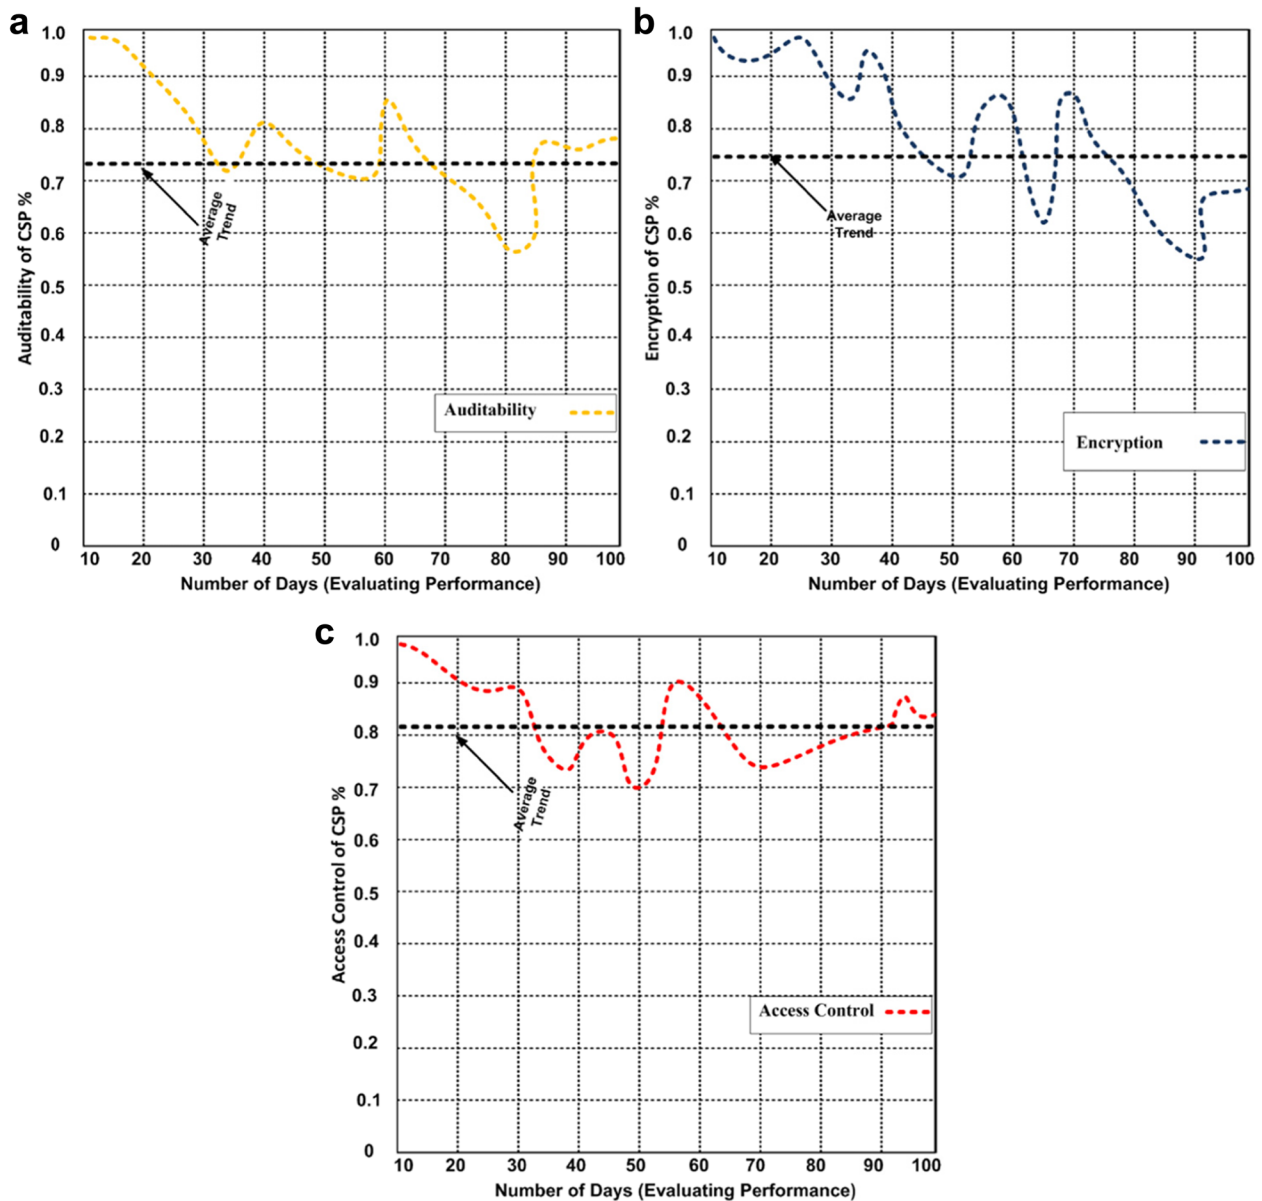 a
1.0
0.9
0.8
0.7
0.6
0.5
0.4
0.3
0.2
0.1
0
Auditability of CSP %
Average
Trend
Auditability
10 20 30 40 50 60 70 80 90 100
Number of Days (Evaluating Performance)
b
1.0
0.9
0.8
0.7
0.6
0.5
0.4
0.3
0.2
0.1
0
Encryption of CSP %
Average
Trend
Encryption
10 20 30 40 50 60 70 80 90 100
Number of Days (Evaluating Performance)
c
1.0
0.9
0.8
0.7
0.6
0.5
0.4
0.3
0.2
0.1
0
Access Control of CSP %
Average
Trend
Access Control
10 20 30 40 50 60 70 80 90 100
Number of Days (Evaluating Performance)